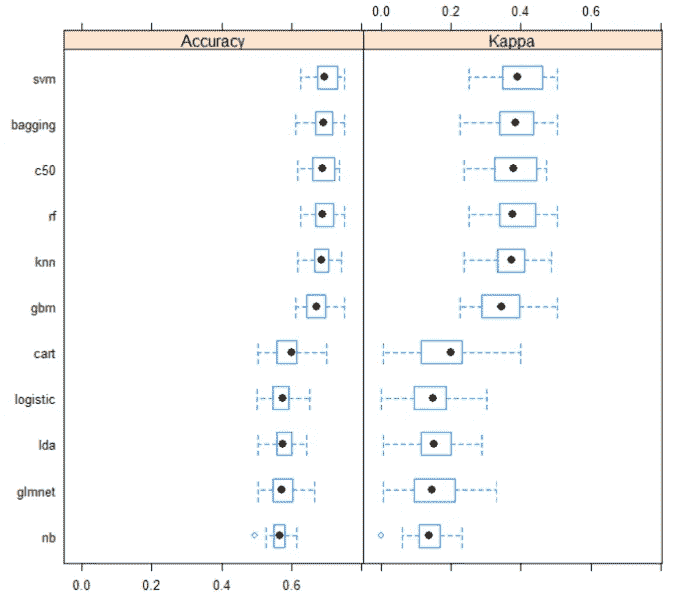 0.0 0.2 0.4 0.6
Accuracy Kappa
svm
bagging
c50
rf
knn
gbm
cart
logistic
lda
glmnet
nb
0.0 0.2 0.4 0.6